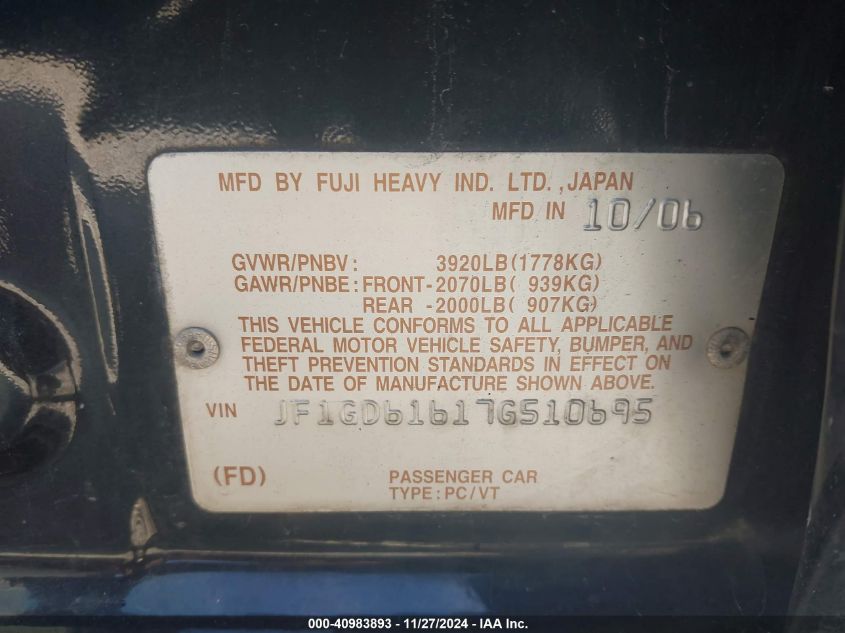 MFD BY FUJI HEAVY IND. LTD., JAPAN
MFD IN 10/06
GVWR/PNBV: 3920LB(1778KG)
GAWR/PNBE: FRONT-2070LB( 939KG)
REAR -2000LB( 907KG)
THIS VEHICLE CONFORMS TO ALL APPLICABLE
FEDERAL MOTOR VEHICLE SAFETY, BUMPER, AND
THEFT PREVENTION STANDARDS IN EFFECT ON
THE DATE OF MANUFACTURE SHOWN ABOVE.
VIN JF1GD61617G510695
(FD) PASSENGER CAR
TYPE: PC/VT
000-40983893 - 11/27/2024 - IAA Inc.